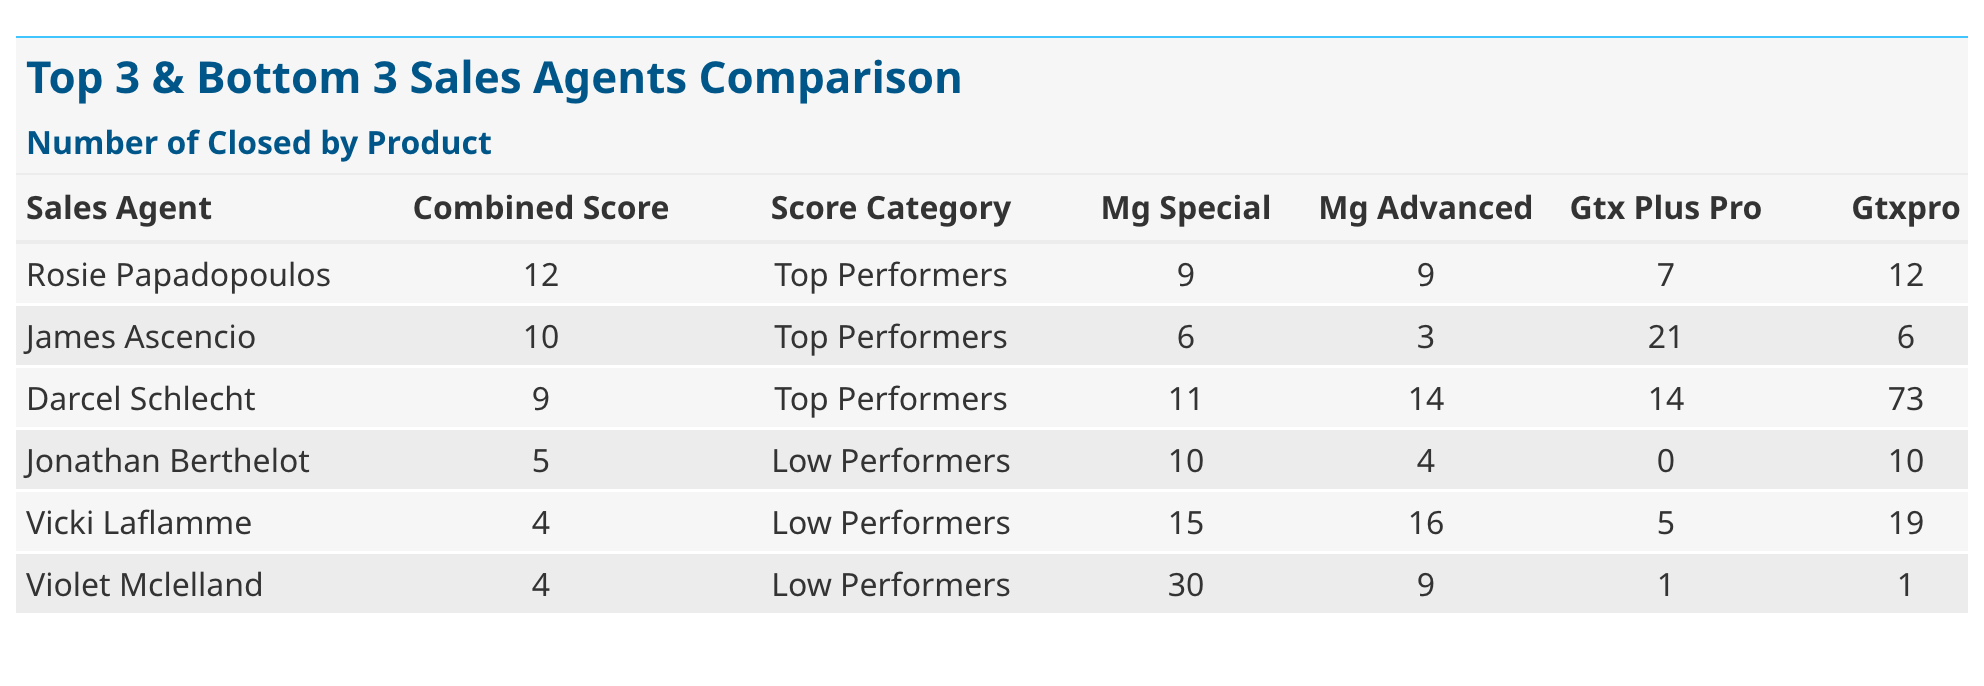 Top 3 & Bottom 3 Sales Agents Comparison
Number of Closed by Product
Sales Agent Combined Score Score Category Mg Special Mg Advanced Gtx Plus Pro Gtxpro
Rosie Papadopoulos 12 Top Performers 9 9 7 12
James Ascencio 10 Top Performers 6 3 21 6
Darcel Schlecht 9 Top Performers 11 14 14 73
Jonathan Berthelot 5 Low Performers 10 4 0 10
Vicki Laflamme 4 Low Performers 15 16 5 19
Violet Mclelland 4 Low Performers 30 9 1 1